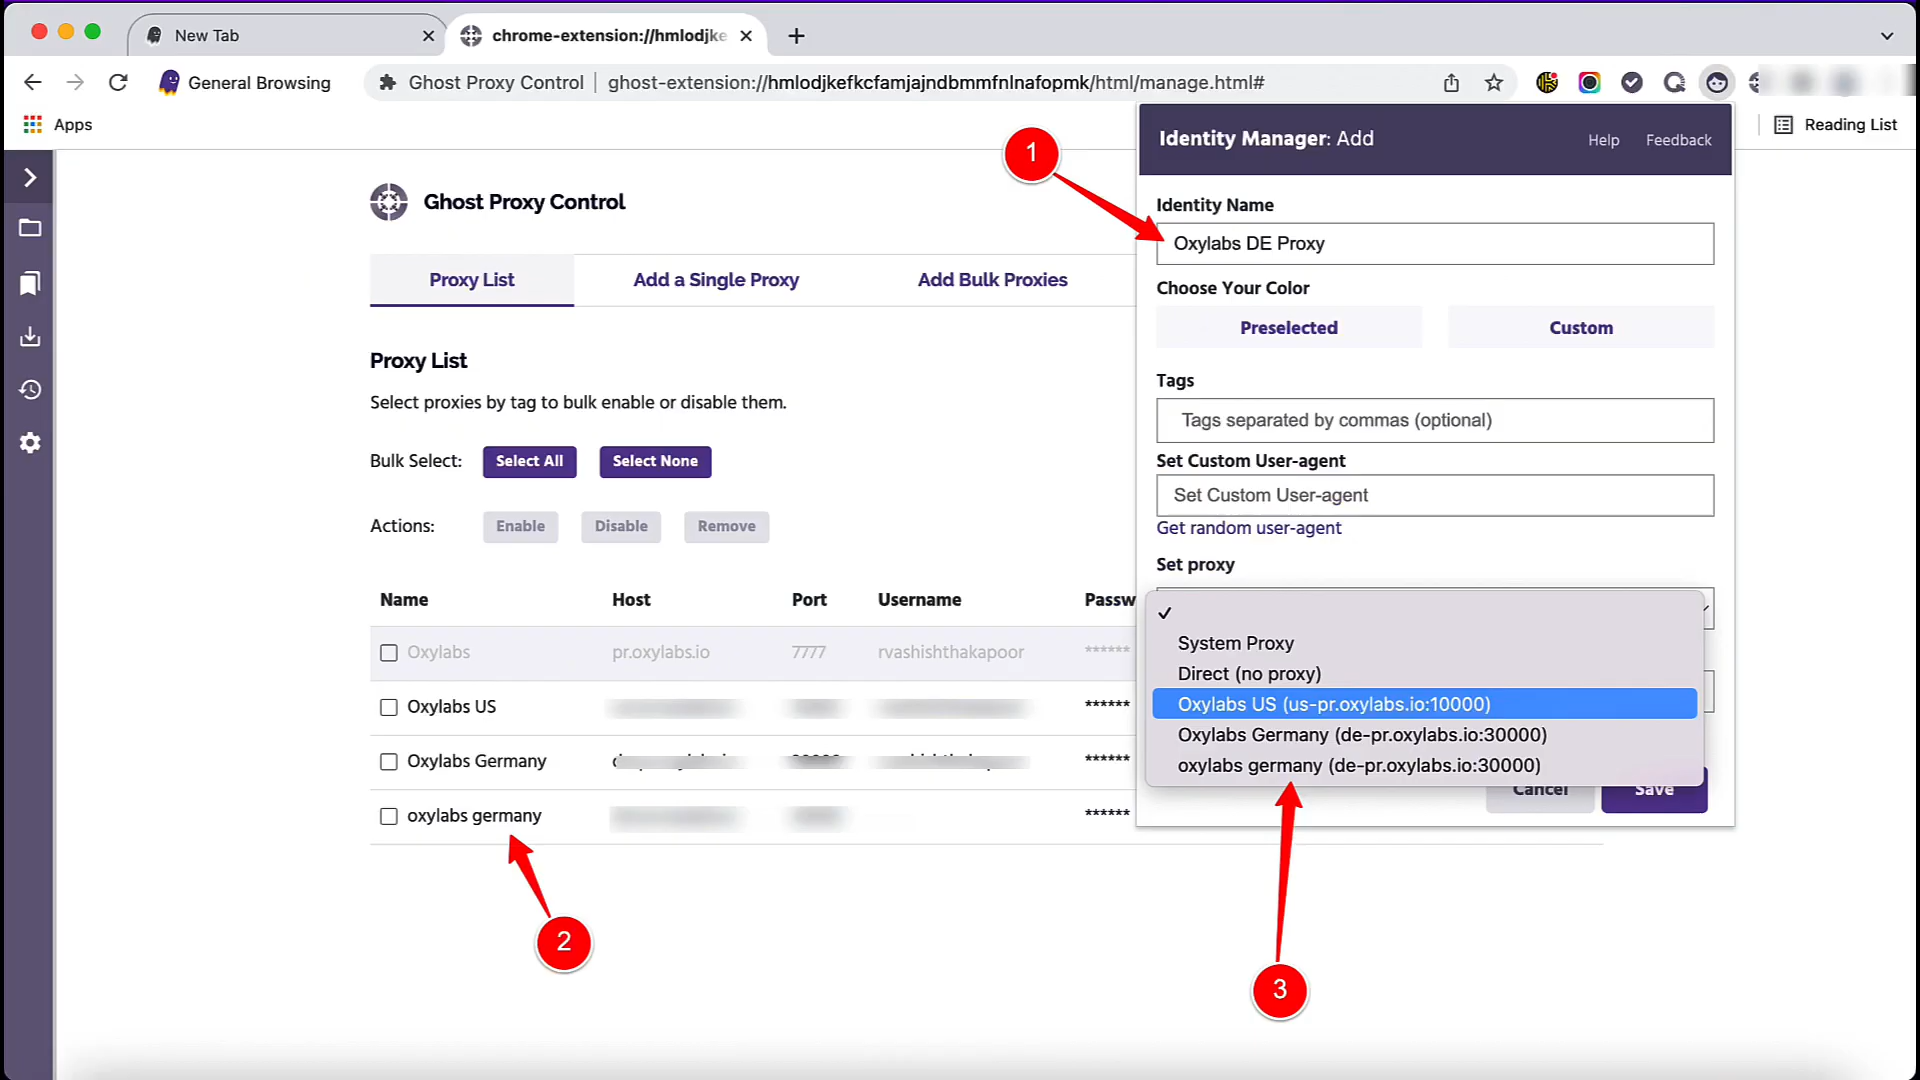 New Tab
chrome-extension://hmlodjke
General Browsing
Ghost Proxy Control
ghost-extension://hmlodjkefkcfamjajndbmmfnlnafopmk/html/manage.html#
Apps
Reading List
Ghost Proxy Control
Proxy List
Add a Single Proxy
Add Bulk Proxies
Proxy List
Select proxies by tag to bulk enable or disable them.
Bulk Select: Select All Select None
Actions: Enable Disable Remove
Name Host Port Username Passw
Oxylabs pr.oxylabs.io 7777 rvashishthakapoor ******
Oxylabs US ******
Oxylabs Germany ******
oxylabs germany ******
1
2
3
Identity Manager: Add
Help
Feedback
Identity Name
Oxylabs DE Proxy
Choose Your Color
Preselected
Custom
Tags
Tags separated by commas (optional)
Set Custom User-agent
Set Custom User-agent
Get random user-agent
Set proxy
System Proxy
Direct (no proxy)
Oxylabs US (us-pr.oxylabs.io:10000)
Oxylabs Germany (de-pr.oxylabs.io:30000)
oxylabs germany (de-pr.oxylabs.io:30000)
Cancel
Save